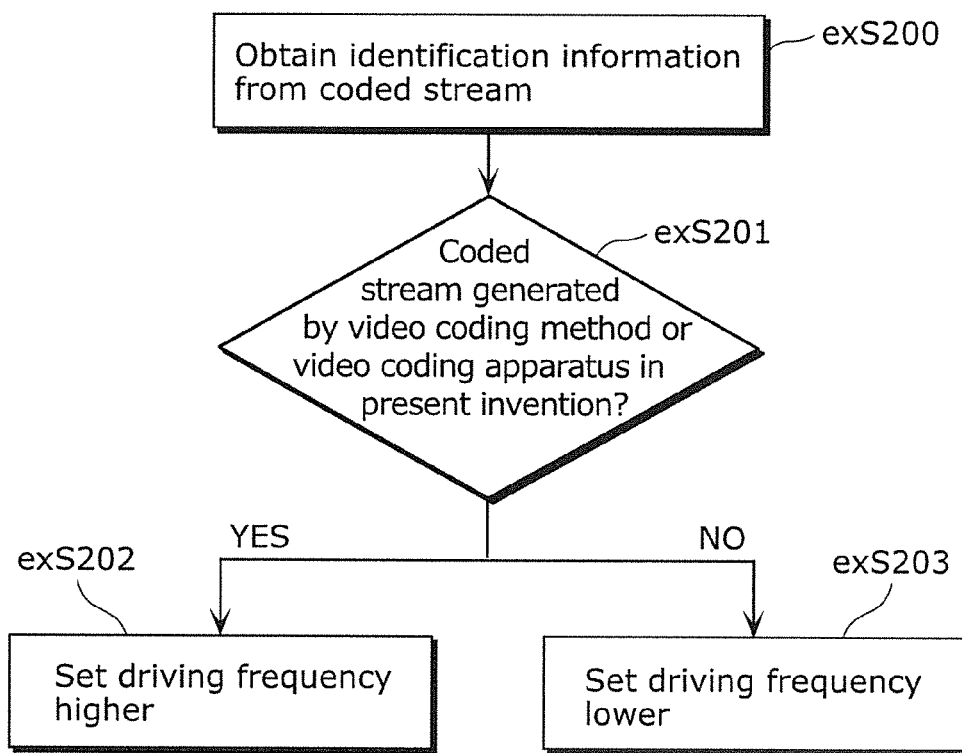 exS200
Obtain identification information
from coded stream
exS201
Coded
stream generated
by video coding method or
video coding apparatus in
present invention?
YES
NO
exS202
exS203
Set driving frequency
higher
Set driving frequency
lower